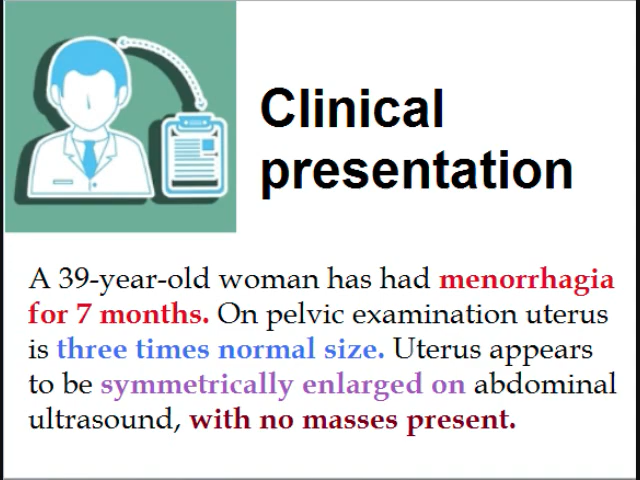 Clinical
presentation
A 39-year-old woman has had menorrhagia
for 7 months. On pelvic examination uterus
is three times normal size. Uterus appears
to be symmetrically enlarged on abdominal
ultrasound, with no masses present.